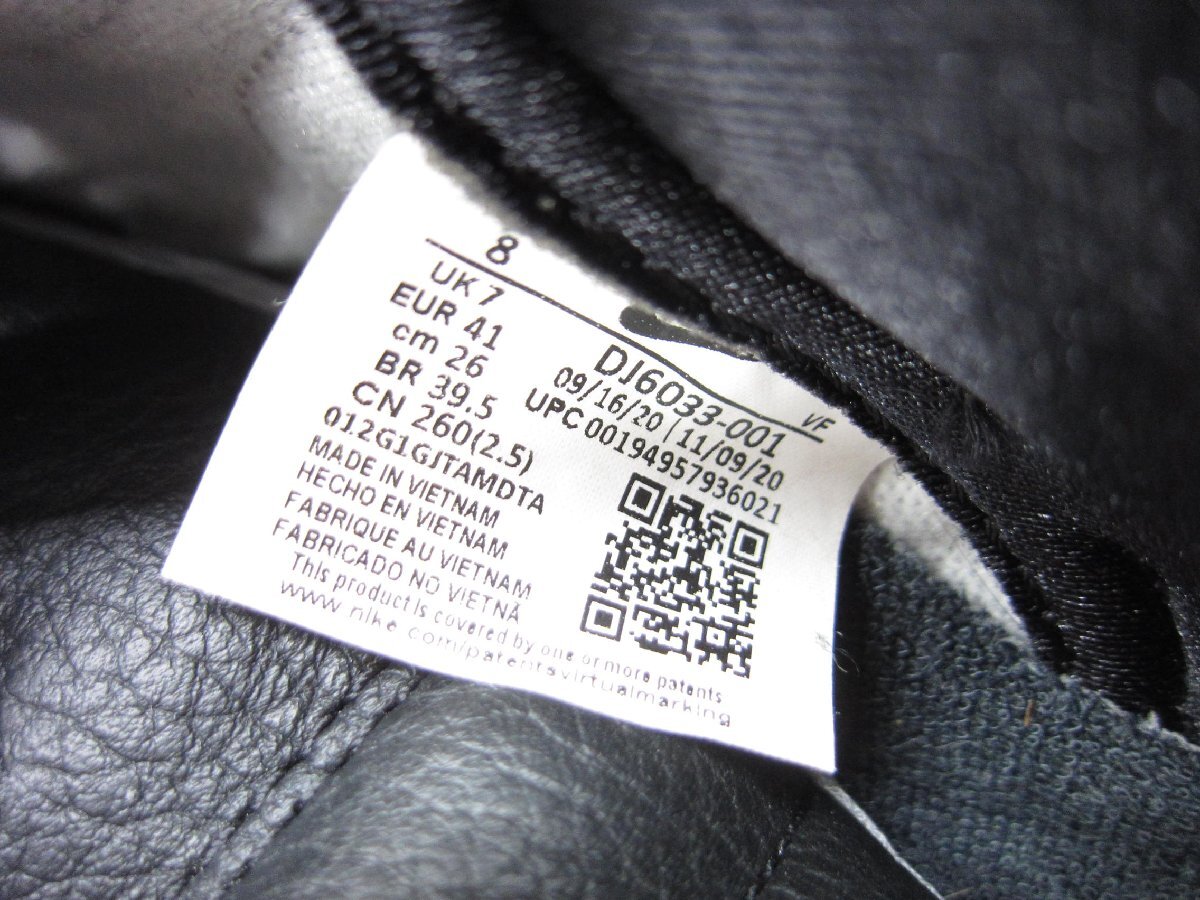 8
UK 7
EUR 41
cm 26
BR 39.5
CN 260(2.5)
012G1GJTAMDTA
MADE IN VIETNAM
HECHO EN VIETNAM
FABRIQUE AU VIETNAM
FABRICADO NO VIETNÃ
This product is covered by one or more patents
www nike com/patentsvirtualmarking
VF
DJ6033-001
09/16/20 | 11/09/20
UPC 00194957936021